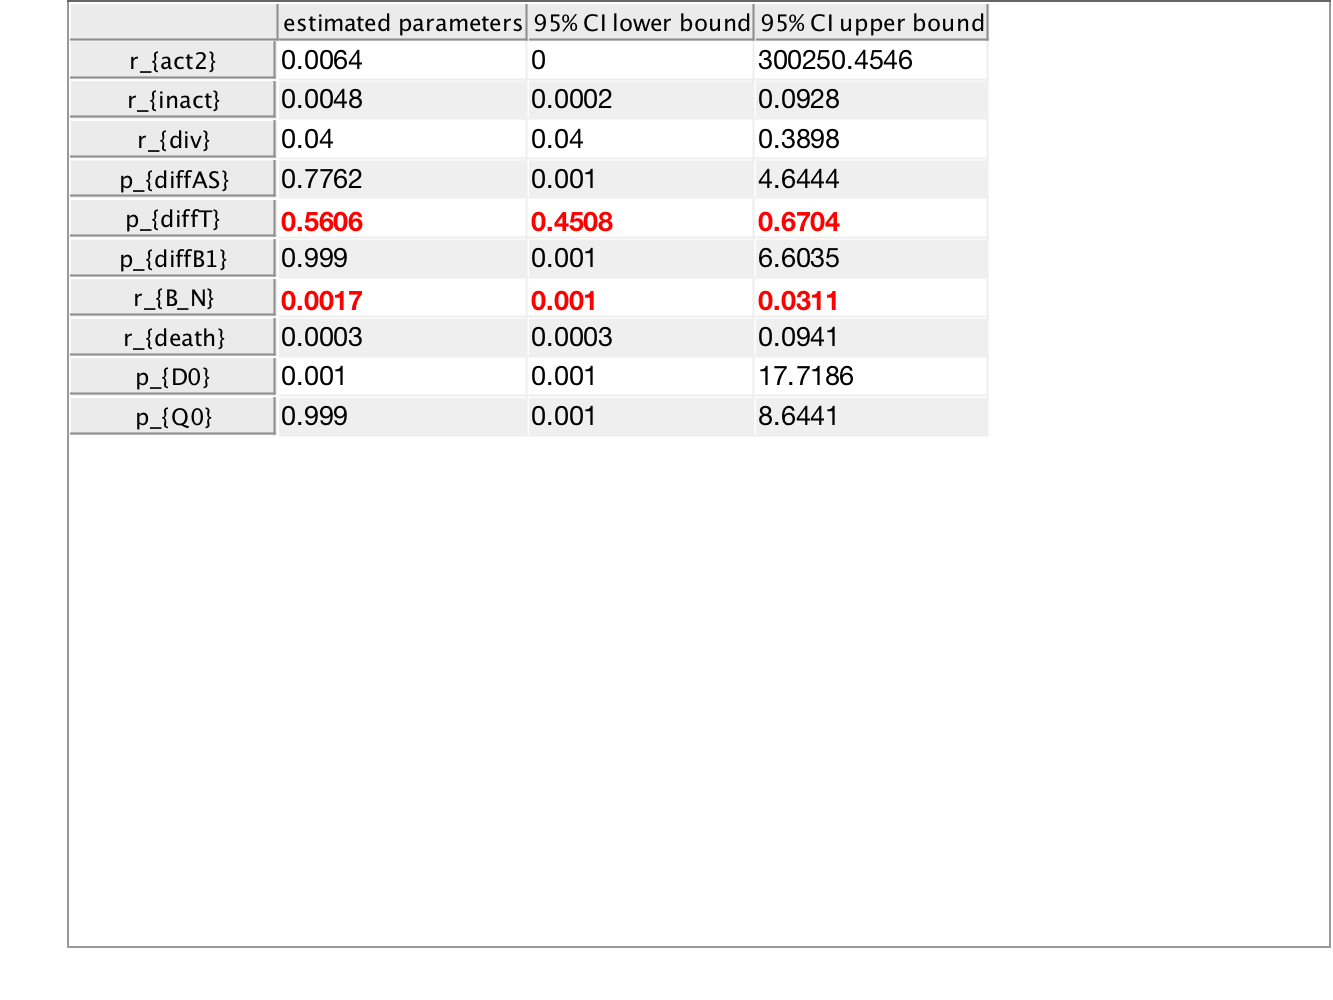 estimated parameters 95% CI lower bound 95% CI upper bound
r_{act2} 0.0064 0 300250.4546
r_{inact} 0.0048 0.0002 0.0928
r_{div} 0.04 0.04 0.3898
p_{diffAS} 0.7762 0.001 4.6444
p_{diffT} 0.5606 0.4508 0.6704
p_{diffB1} 0.999 0.001 6.6035
r_{B_N} 0.0017 0.001 0.0311
r_{death} 0.0003 0.0003 0.0941
p_{D0} 0.001 0.001 17.7186
p_{Q0} 0.999 0.001 8.6441